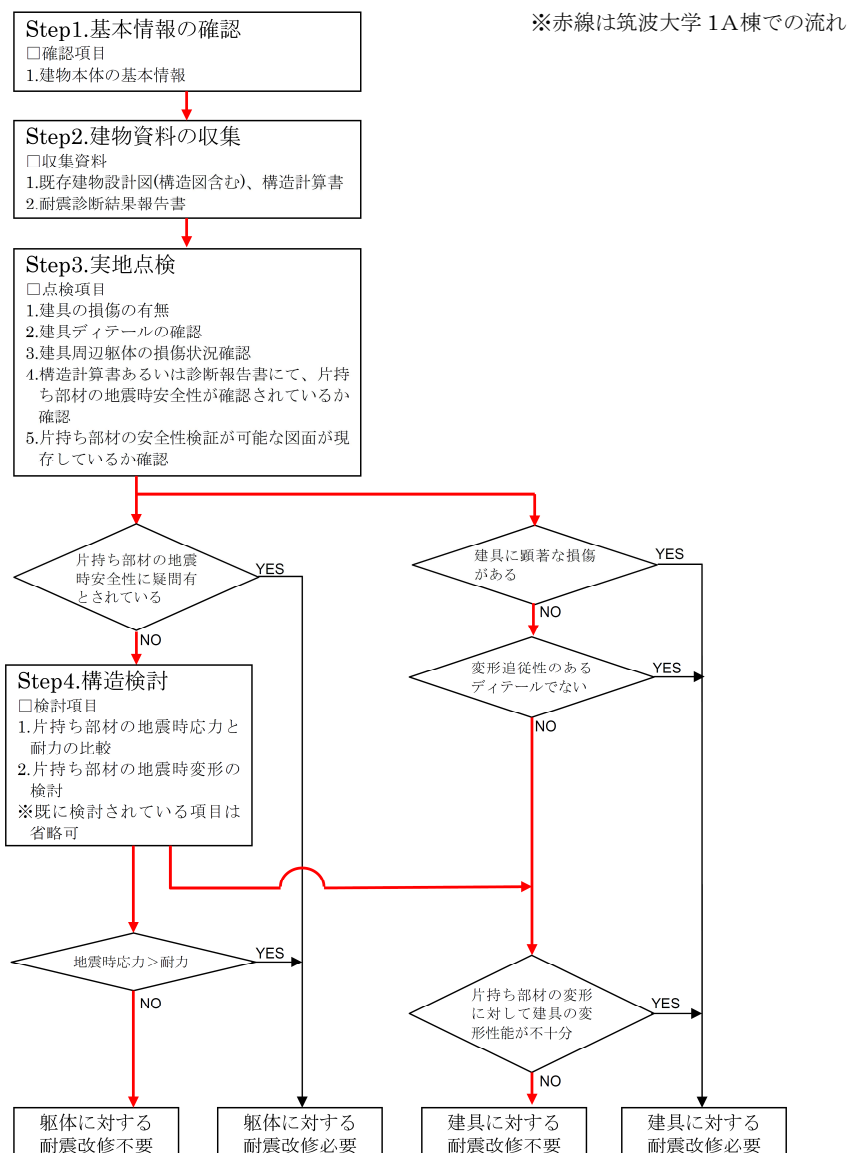 ※赤線は筑波大学 1A棟での流れ
Step1.基本情報の確認
□確認項目
1.建物本体の基本情報
Step2.建物資料の収集
□収集資料
1.既存建物設計図(構造図含む)、構造計算書
2.耐震診断結果報告書
Step3.実地点検
□点検項目
1.建具の損傷の有無
2.建具ディテールの確認
3.建具周辺躯体の損傷状況確認
4.構造計算書あるいは診断報告書にて、片持
ち部材の地震時安全性が確認されているか
確認
5.片持ち部材の安全性検証が可能な図面が現
存しているか確認
片持ち部材の地震
時安全性に疑問有
とされている
YES
NO
建具に顕著な損傷
がある
YES
NO
変形追従性のある
ディテールでない
YES
NO
Step4.構造検討
□検討項目
1.片持ち部材の地震時応力と
耐力の比較
2.片持ち部材の地震時変形の
検討
※既に検討されている項目は
省略可
地震時応力＞耐力
YES
NO
片持ち部材の変形
に対して建具の変
形性能が不十分
YES
NO
躯体に対する
耐震改修不要
躯体に対する
耐震改修必要
建具に対する
耐震改修不要
建具に対する
耐震改修必要